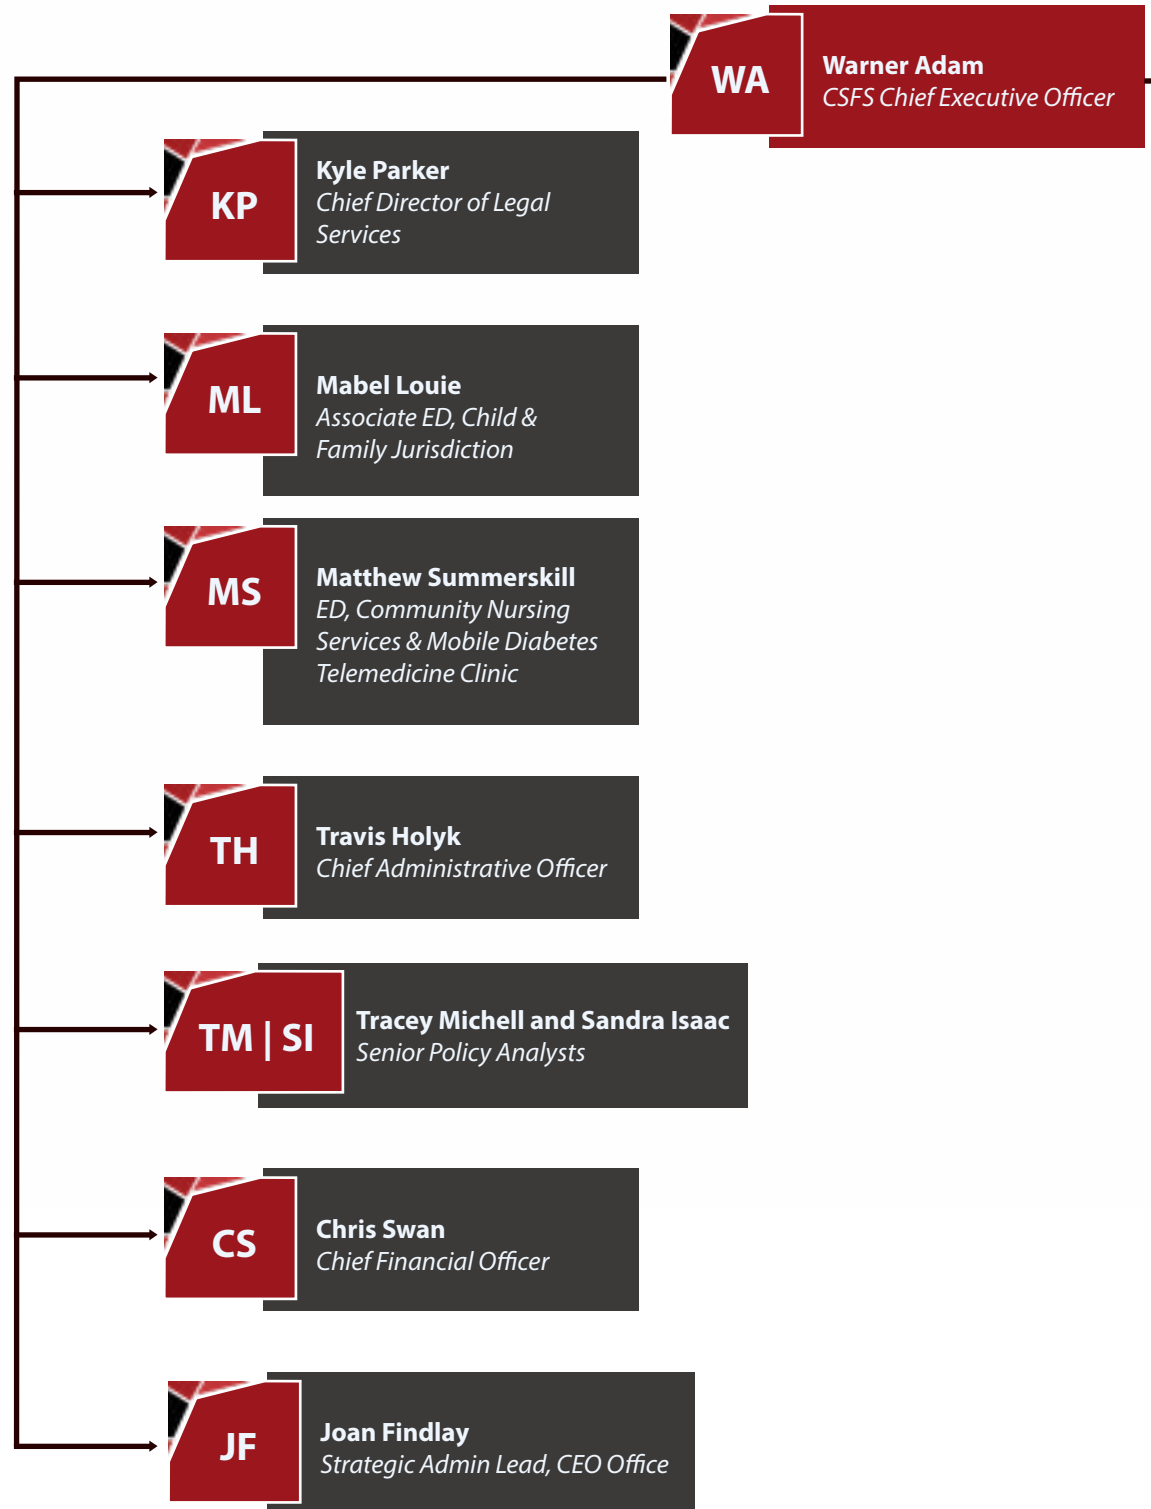 WA
Warner Adam
CSFS Chief Executive Officer
KP
Kyle Parker
Chief Director of Legal
Services
ML
Mabel Louie
Associate ED, Child &
Family Jurisdiction
MS
Matthew Summerskill
ED, Community Nursing
Services & Mobile Diabetes
Telemedicine Clinic
TH
Travis Holyk
Chief Administrative Officer
TM | SI
Tracey Michell and Sandra Isaac
Senior Policy Analysts
CS
Chris Swan
Chief Financial Officer
JF
Joan Findlay
Strategic Admin Lead, CEO Office